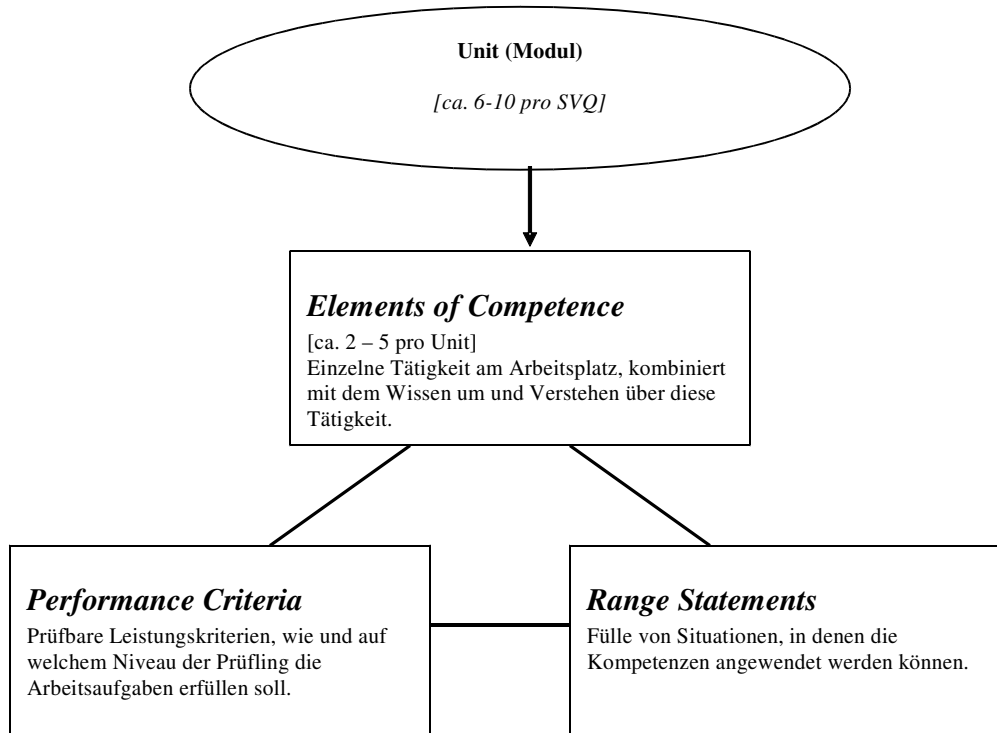 Unit (Modul)
[ca. 6-10 pro SVQ]
Elements of Competence
[ca. 2 – 5 pro Unit]
Einzelne Tätigkeit am Arbeitsplatz, kombiniert
mit dem Wissen um und Verstehen über diese
Tätigkeit.
Performance Criteria
Prüfbare Leistungskriterien, wie und auf
welchem Niveau der Prüfling die
Arbeitsaufgaben erfüllen soll.
Range Statements
Fülle von Situationen, in denen die
Kompetenzen angewendet werden können.